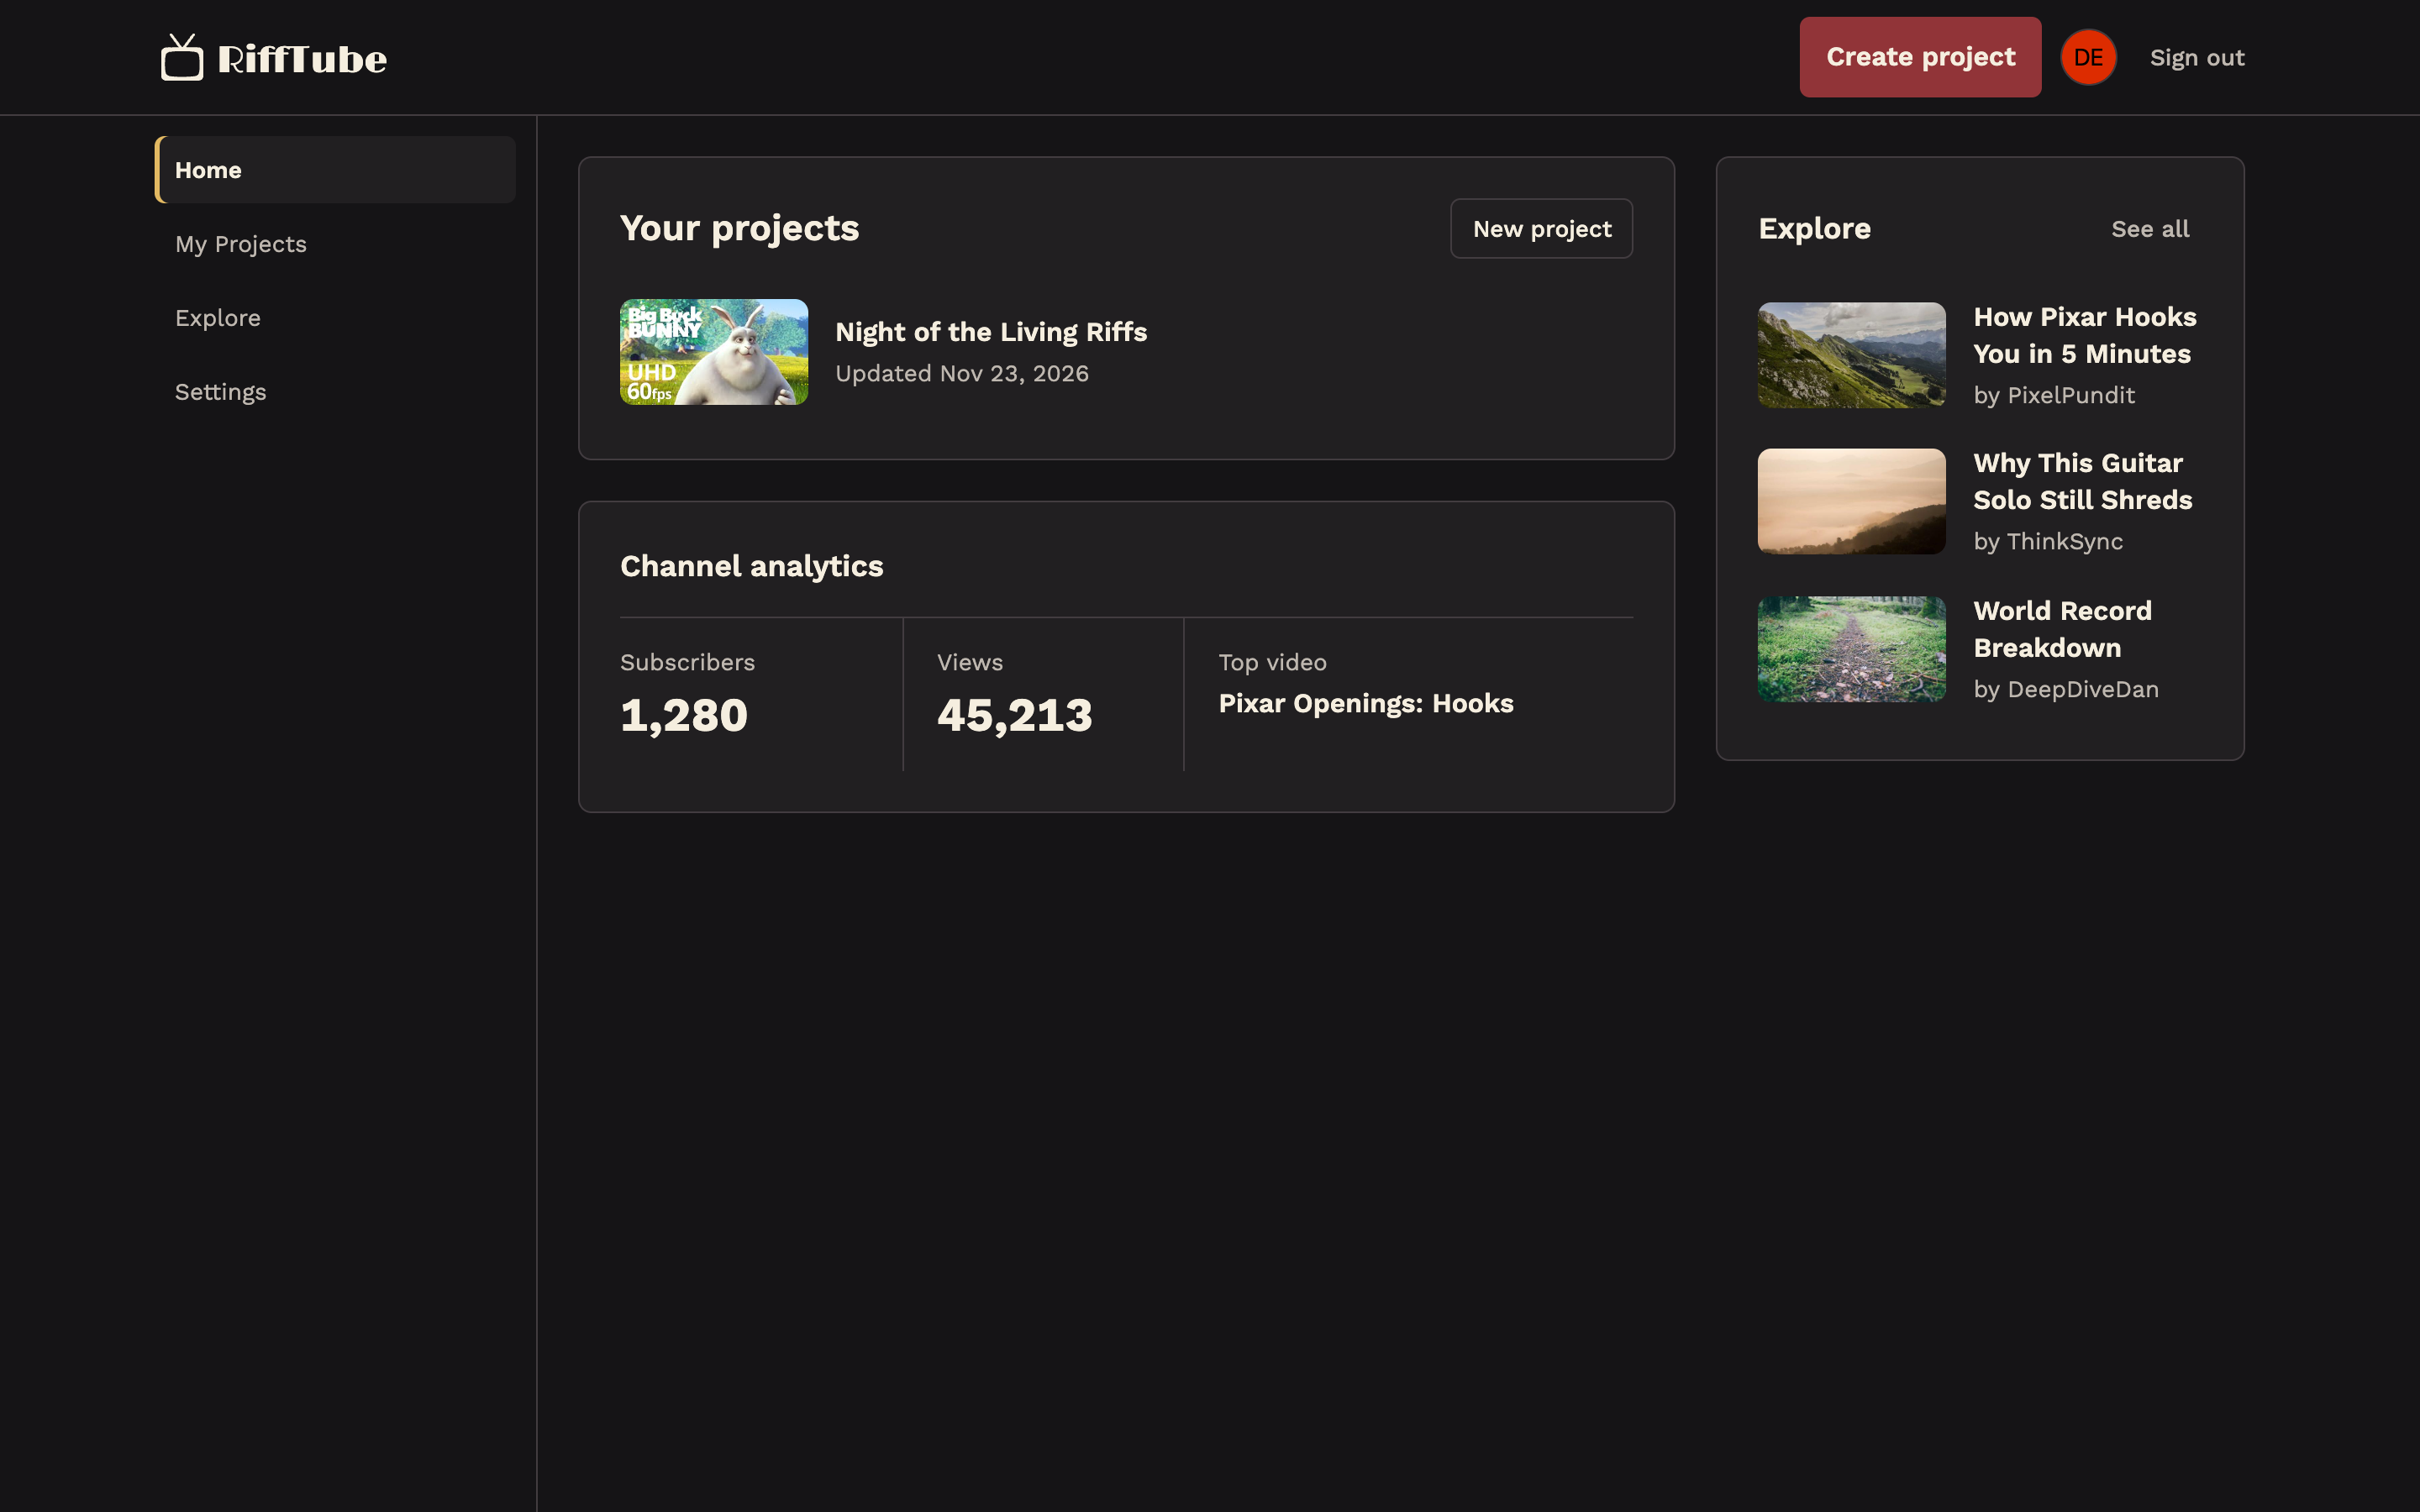 RiffTube
Create project
DE
Sign out
Home
My Projects
Explore
Settings
Your projects
New project
Big Buck
BUNNY
UHD
60fps
Night of the Living Riffs
Updated Nov 23, 2026
Channel analytics
Subscribers
1,280
Views
45,213
Top video
Pixar Openings: Hooks
Explore
See all
How Pixar Hooks
You in 5 Minutes
by PixelPundit
Why This Guitar
Solo Still Shreds
by ThinkSync
World Record
Breakdown
by DeepDiveDan